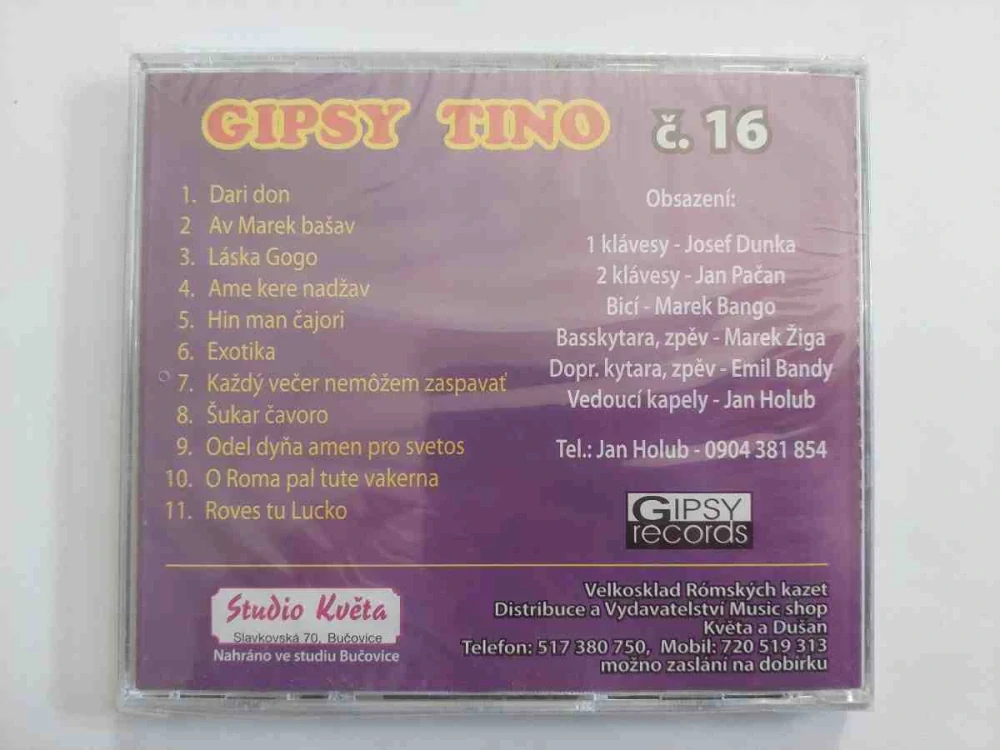 GIPSY TINO č. 16
1. Dari don
2 Av Marek bašav
3. Láska Gogo
4. Ame kere nadžav
5. Hin man čajori
6. Exotika
7. Každý večer nemôžem zaspavať
8. Šukar čavoro
9. Odel dyňa amen pro svetos
10. O Roma pal tute vakerna
11. Roves tu Lucko
Obsazení:
1 klávesy - Josef Dunka
2 klávesy - Jan Pačan
Bicí - Marek Bango
Basskytara, zpěv - Marek Žiga
Dopr. kytara, zpěv - Emil Bandy
Vedoucí kapely - Jan Holub
Tel.: Jan Holub - 0904 381 854
GIPSY
records
Studio Květa
Slavkovská 70, Bučovice
Nahráno ve studiu Bučovice
Velkosklad Rómských kazet
Distribuce a Vydavatelství Music shop
Květa a Dušan
Telefon: 517 380 750, Mobil: 720 519 313
možno zaslání na dobírku